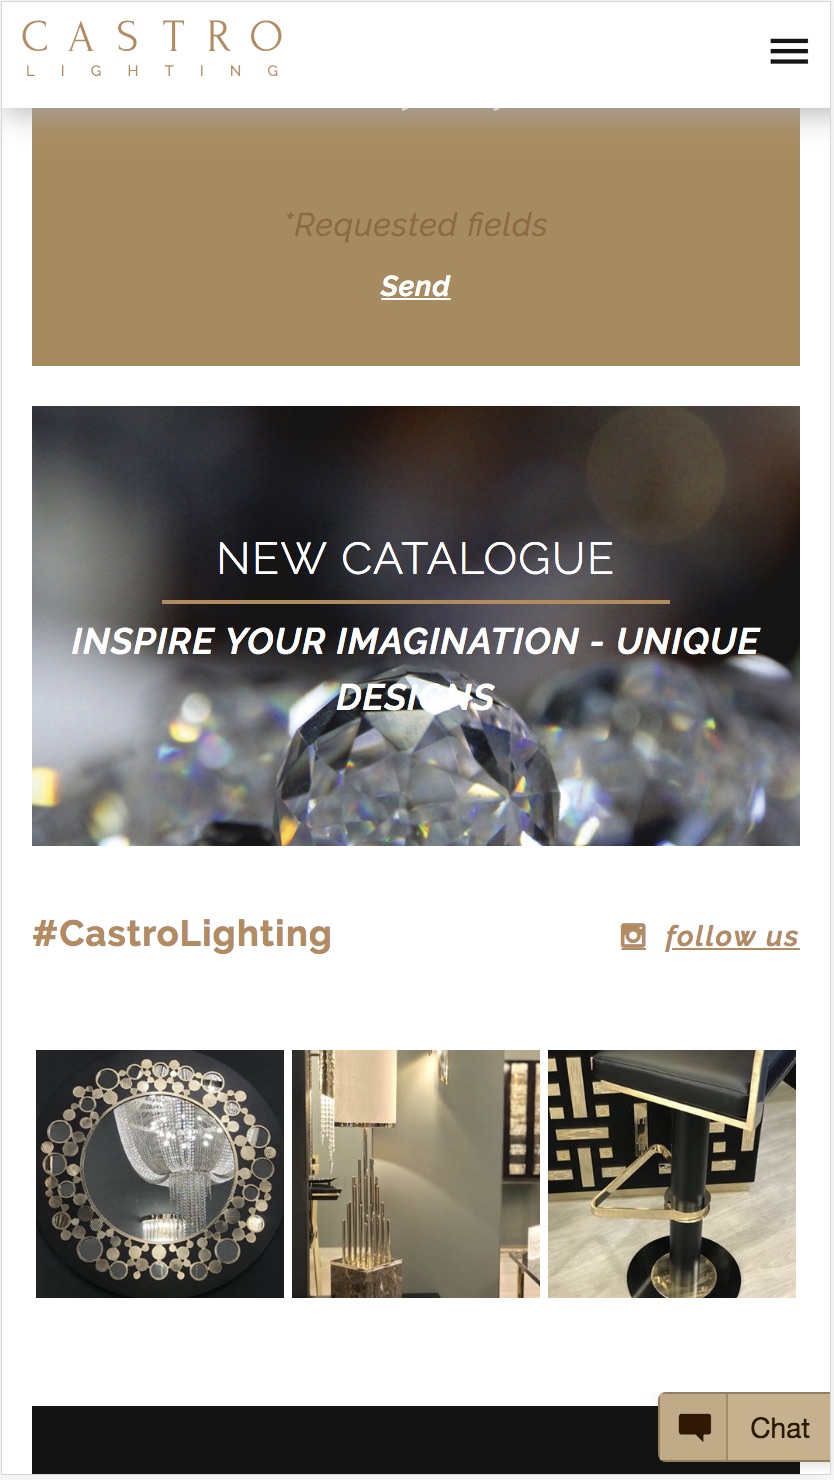 CASTRO
LIGHTING
*Requested fields
Send
NEW CATALOGUE
INSPIRE YOUR IMAGINATION - UNIQUE
DESIGNS
#CastroLighting
follow us
Chat